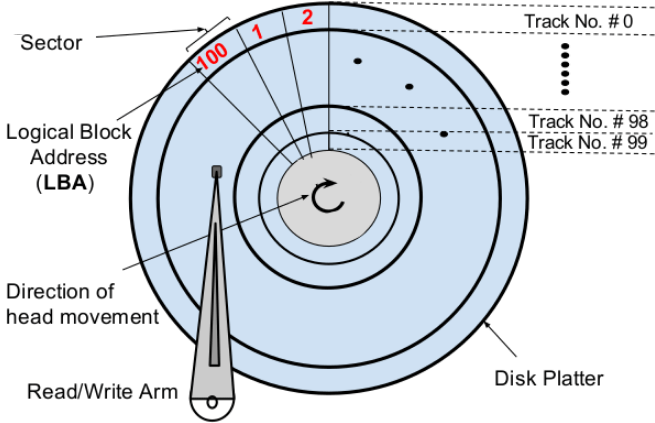 Sector
100
1
2
Track No. # 0
Logical Block
Address
(LBA)
Track No. # 98
Track No. # 99
Direction of
head movement
Read/Write Arm
Disk Platter